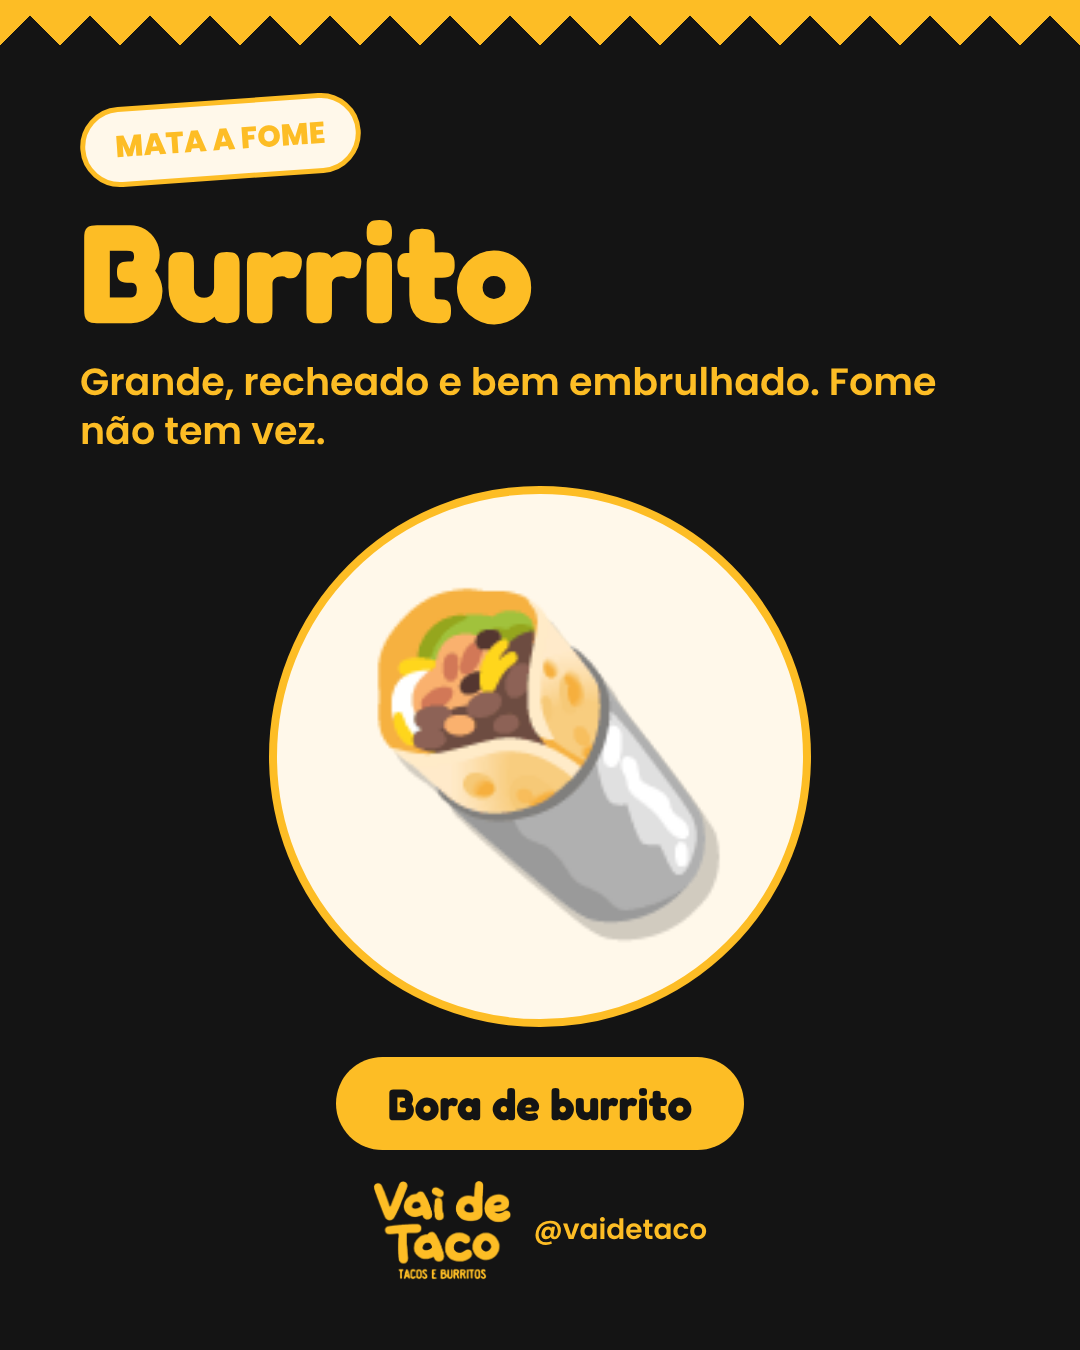 MATA A FOME
Burrito
Grande, recheado e bem embrulhado. Fome
não tem vez.
Bora de burrito
Vai de
Taco
TACOS E BURRITOS
@vaidetaco